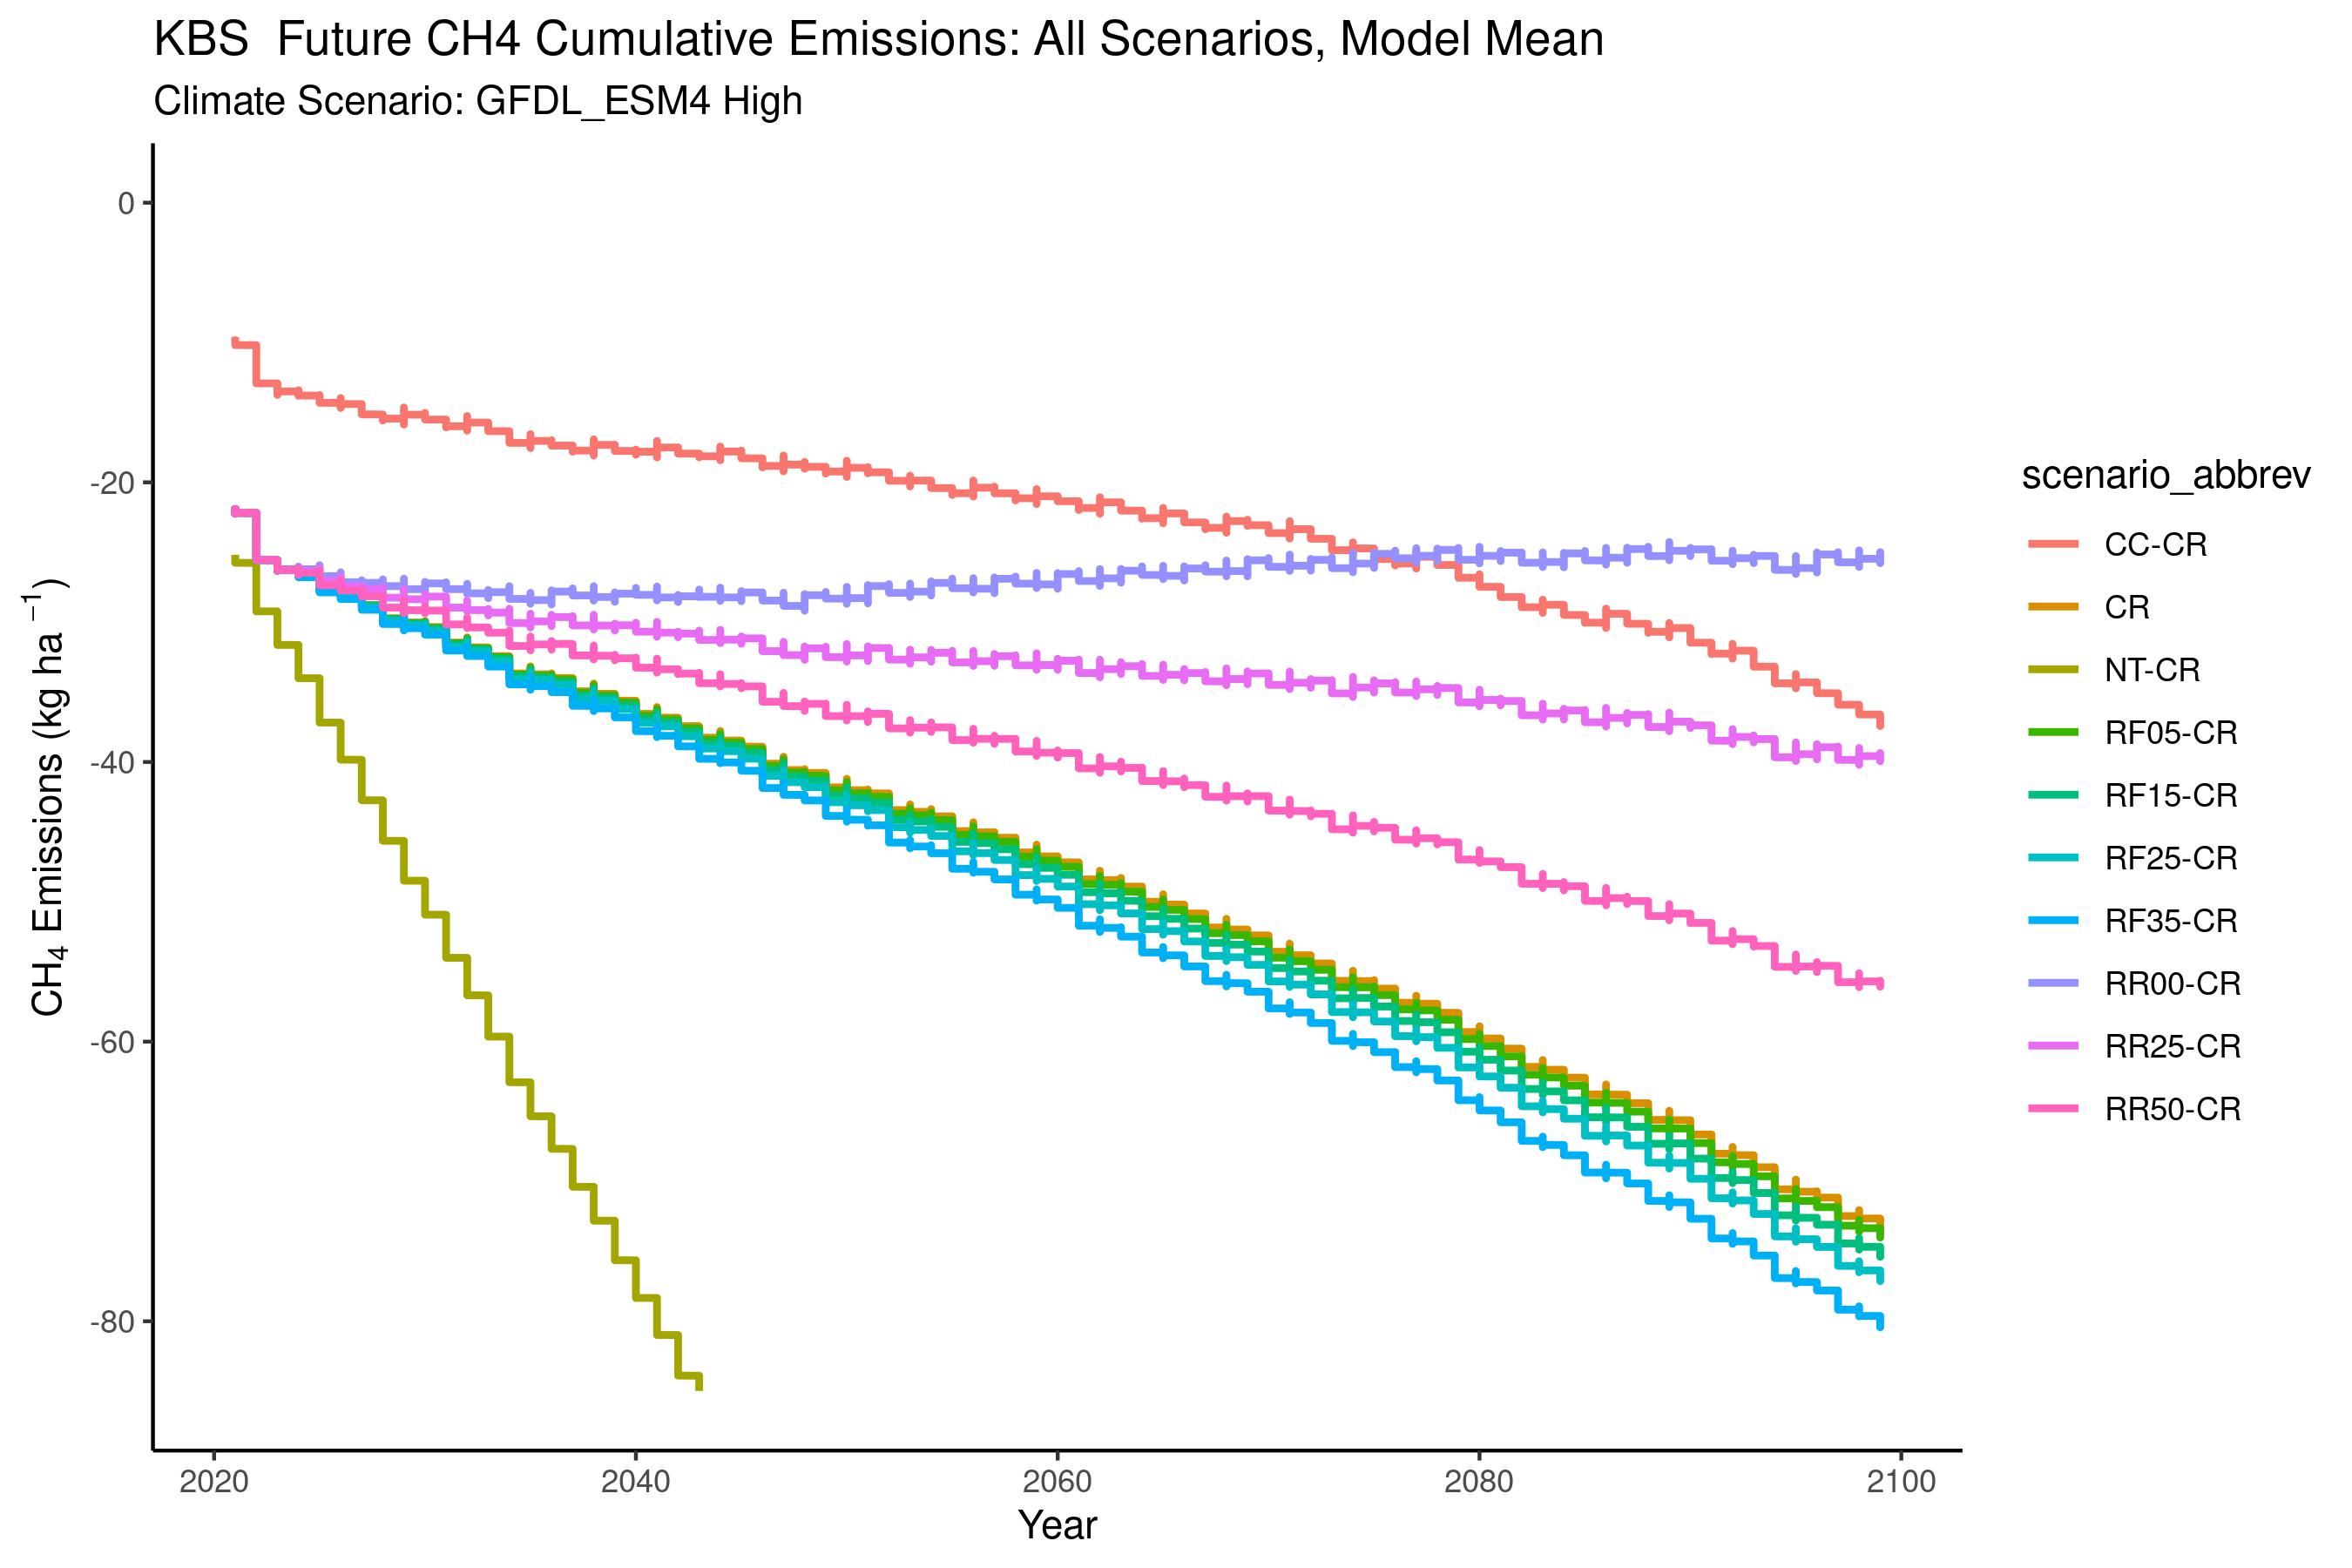 KBS  Future CH4 Cumulative Emissions: All Scenarios, Model Mean
Climate Scenario: GFDL_ESM4 High
CH₄ Emissions (kg ha⁻¹)
0
-20
-40
-60
-80
2020
2040
2060
2080
2100
Year
scenario_abbrev
CC-CR
CR
NT-CR
RF05-CR
RF15-CR
RF25-CR
RF35-CR
RR00-CR
RR25-CR
RR50-CR